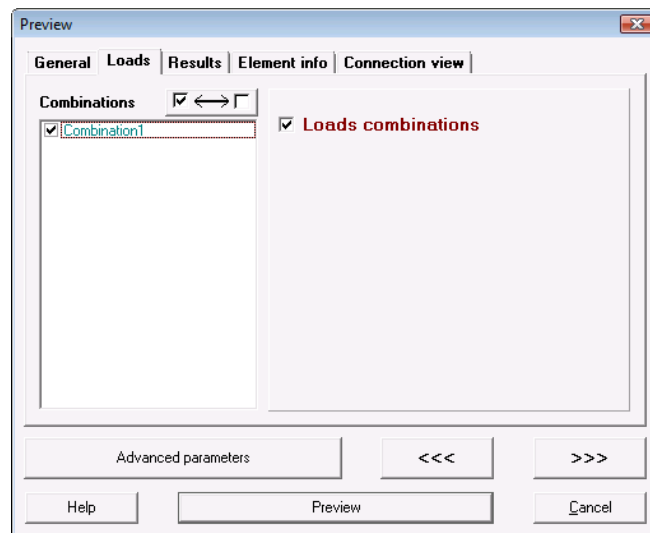 Preview
General Loads Results Element info Connection view
Combinations
Combination1
Loads combinations
Advanced parameters <<< >>>
Help Preview Cancel